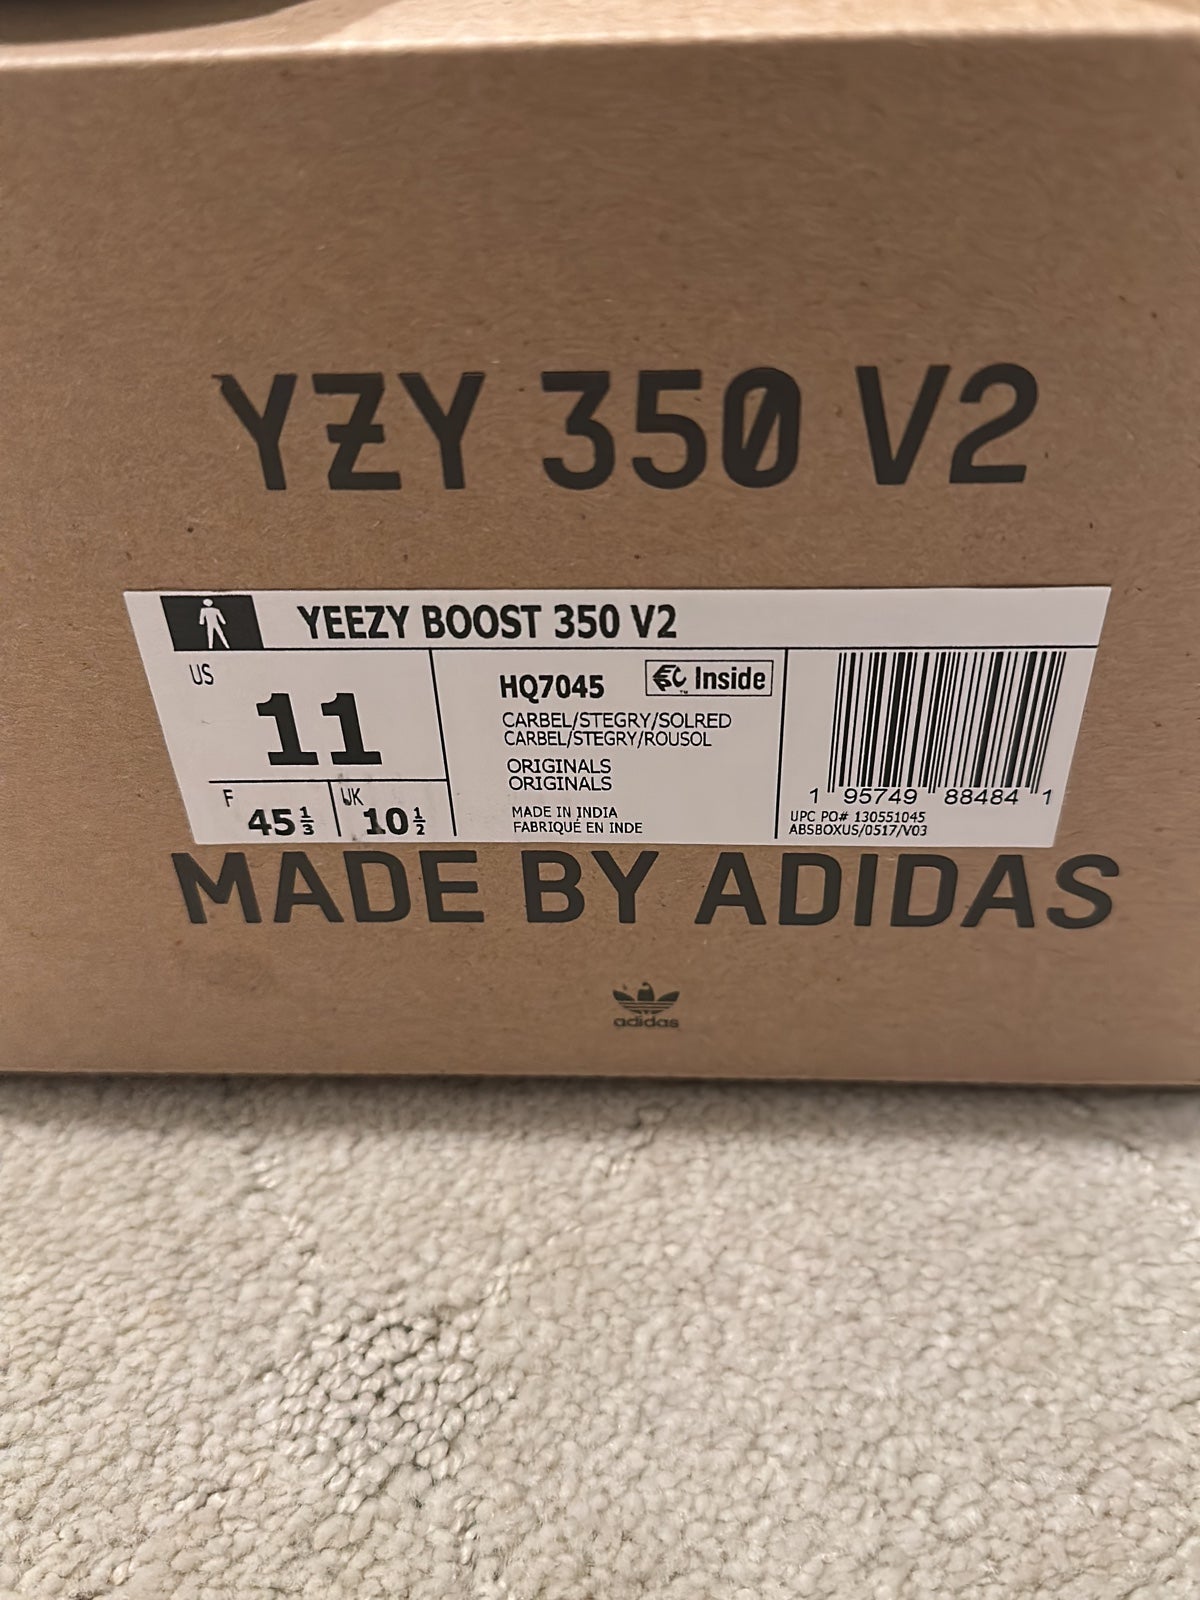 YZY 350 V2
YEEZY BOOST 350 V2
US
11
F
45 1/3
UK
10 1/2
HQ7045
Inside
™
CARBEL/STEGRY/SOLRED
CARBEL/STEGRY/ROUSOL
ORIGINALS
ORIGINALS
MADE IN INDIA
FABRIQUÉ EN INDE
1 95749 88484 1
UPC PO# 130551045
ABSBOXUS/0517/V03
MADE BY ADIDAS
adidas